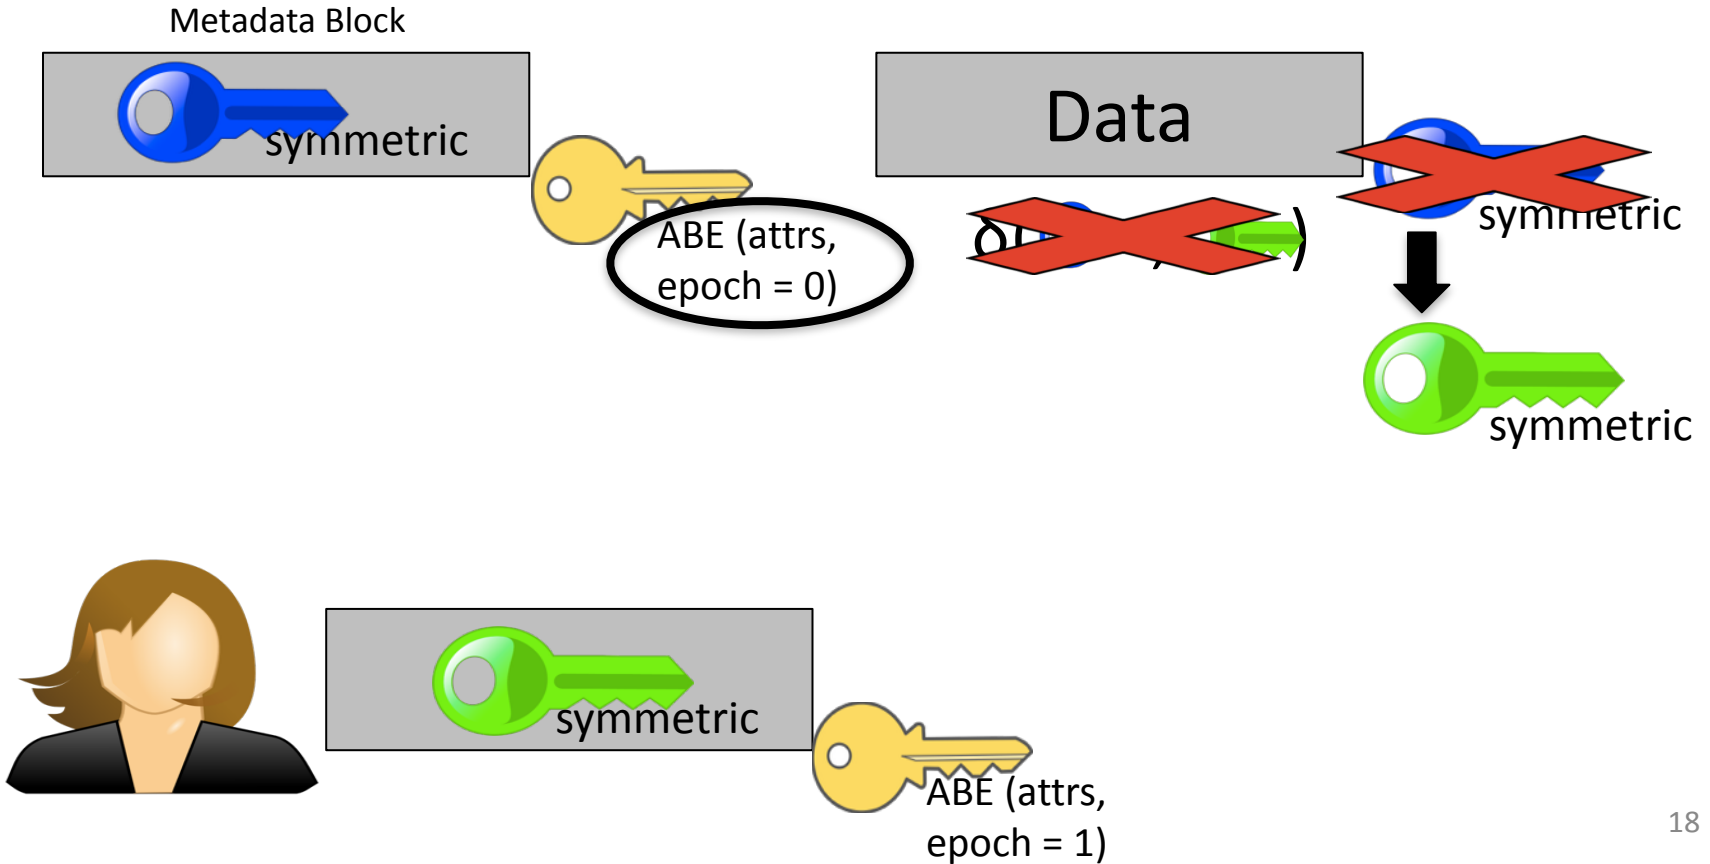 Metadata Block
symmetric
Data
symmetric
ABE (attrs,
epoch = 0)
δ( , )
symmetric
symmetric
ABE (attrs,
epoch = 1)
18